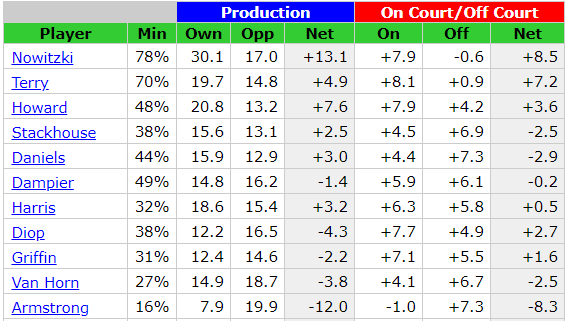 Production On Court/Off Court
Player Min Own Opp Net On Off Net
Nowitzki 78% 30.1 17.0 +13.1 +7.9 -0.6 +8.5
Terry 70% 19.7 14.8 +4.9 +8.1 +0.9 +7.2
Howard 48% 20.8 13.2 +7.6 +7.9 +4.2 +3.6
Stackhouse 38% 15.6 13.1 +2.5 +4.5 +6.9 -2.5
Daniels 44% 15.9 12.9 +3.0 +4.4 +7.3 -2.9
Dampier 49% 14.8 16.2 -1.4 +5.9 +6.1 -0.2
Harris 32% 18.6 15.4 +3.2 +6.3 +5.8 +0.5
Diop 38% 12.2 16.5 -4.3 +7.7 +4.9 +2.7
Griffin 31% 12.4 14.6 -2.2 +7.1 +5.5 +1.6
Van Horn 27% 14.9 18.7 -3.8 +4.1 +6.7 -2.5
Armstrong 16% 7.9 19.9 -12.0 -1.0 +7.3 -8.3